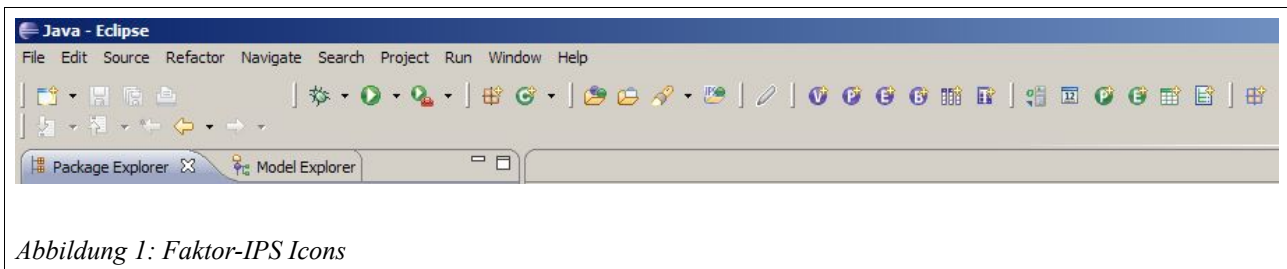 Java - Eclipse
File Edit Source Refactor Navigate Search Project Run Window Help
Package Explorer Model Explorer
Abbildung 1: Faktor-IPS Icons